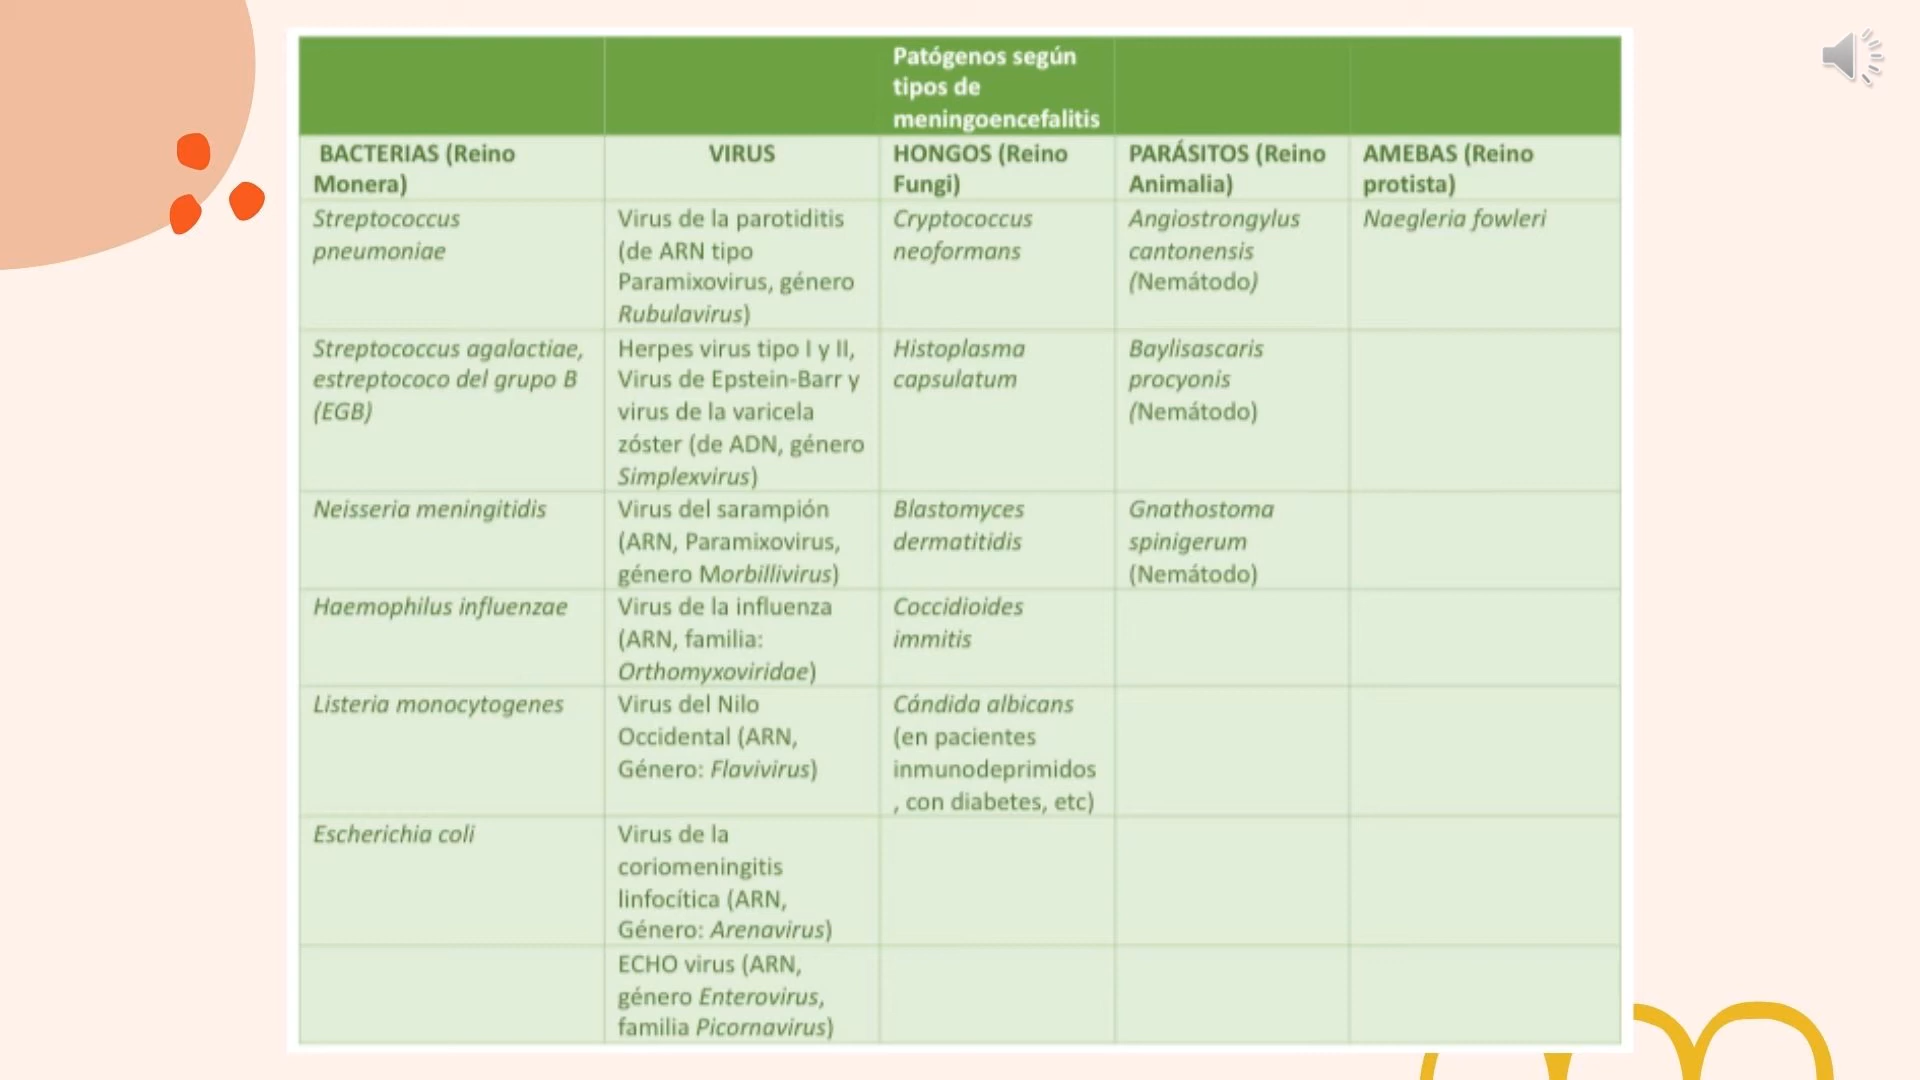 Patógenos según
tipos de
meningoencefalitis
BACTERIAS (Reino
Monera)
VIRUS
HONGOS (Reino
Fungi)
PARÁSITOS (Reino
Animalia)
AMEBAS (Reino
protista)
Streptococcus
pneumoniae
Virus de la parotiditis
(de ARN tipo
Paramixovirus, género
Rubulavirus)
Cryptococcus
neoformans
Angiostrongylus
cantonensis
(Nemátodo)
Naegleria fowleri
Streptococcus agalactiae,
estreptococo del grupo B
(EGB)
Herpes virus tipo I y II,
Virus de Epstein-Barr y
virus de la varicela
zóster (de ADN, género
Simplexvirus)
Histoplasma
capsulatum
Baylisascaris
procyonis
(Nemátodo)
Neisseria meningitidis
Virus del sarampión
(ARN, Paramixovirus,
género Morbillivirus)
Blastomyces
dermatitidis
Gnathostoma
spinigerum
(Nemátodo)
Haemophilus influenzae
Virus de la influenza
(ARN, familia:
Orthomyxoviridae)
Coccidioides
immitis
Listeria monocytogenes
Virus del Nilo
Occidental (ARN,
Género: Flavivirus)
Cándida albicans
(en pacientes
inmunodeprimidos
, con diabetes, etc)
Escherichia coli
Virus de la
coriomeningitis
linfocítica (ARN,
Género: Arenavirus)
ECHO virus (ARN,
género Enterovirus,
familia Picornavirus)